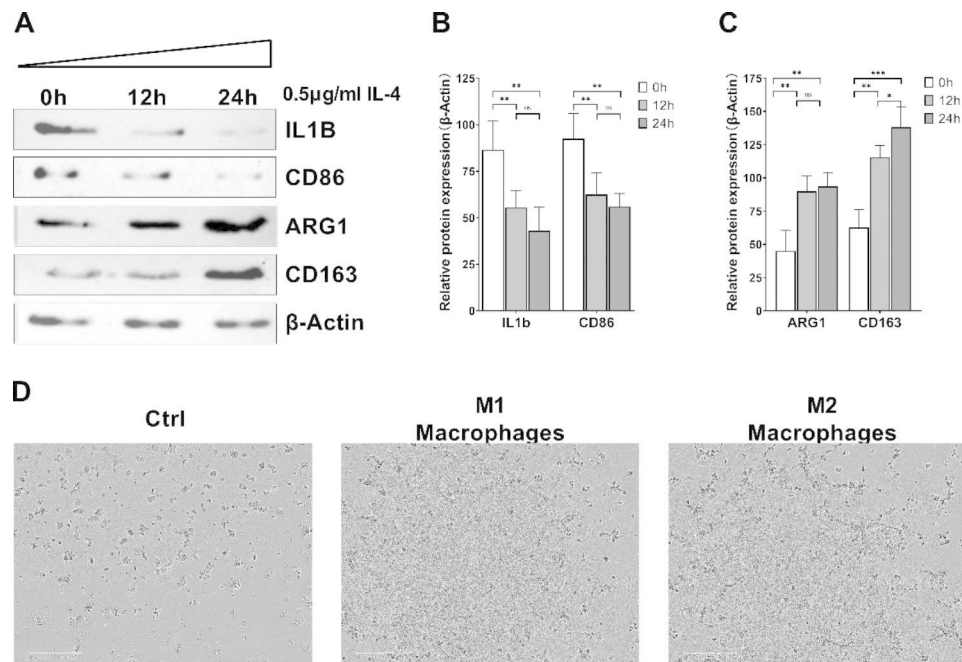 A
0h 12h 24h 0.5μg/ml IL-4
IL1B
CD86
ARG1
CD163
β-Actin
B
Relative protein expression (β-Actin)
125
100
75
50
25
0
** ** ns
** ** ns
0h
12h
24h
IL1b CD86
C
Relative protein expression (β-Actin)
175
150
125
100
75
50
25
0
** ** ns
*** ** *
0h
12h
24h
ARG1 CD163
D
Ctrl
M1
Macrophages
M2
Macrophages